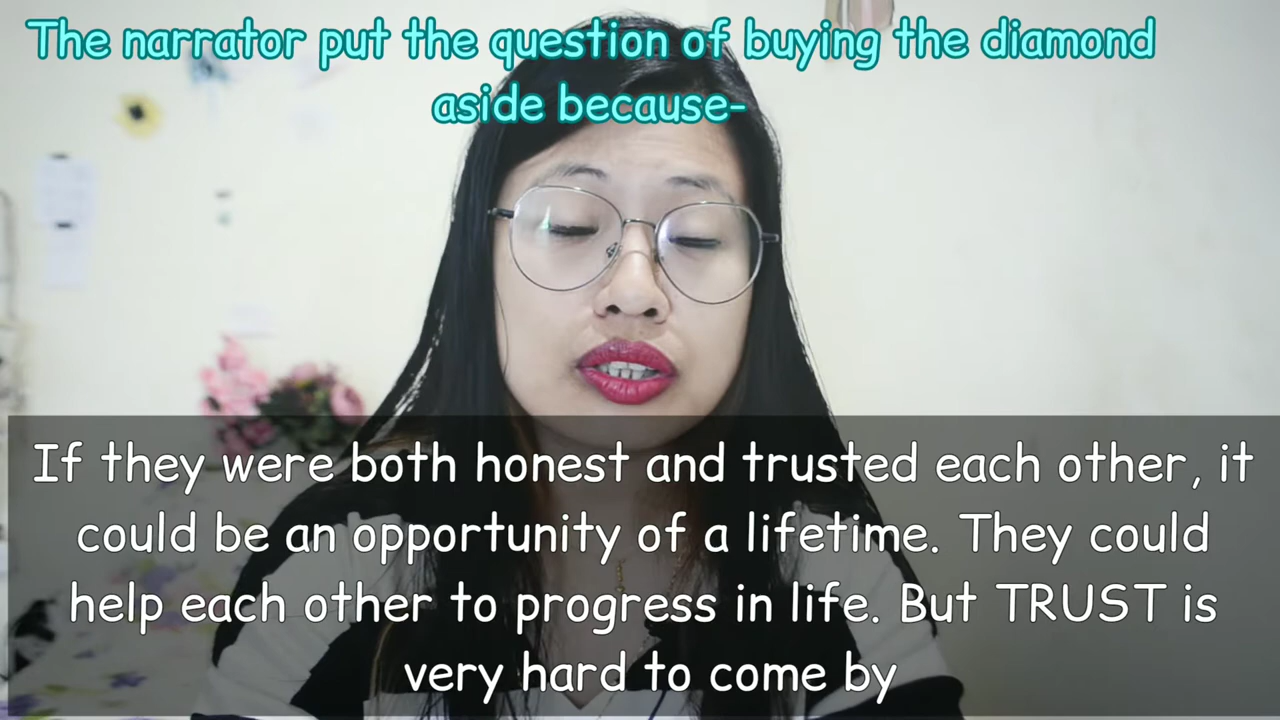 The narrator put the question of buying the diamond
aside because-
If they were both honest and trusted each other, it
could be an opportunity of a lifetime. They could
help each other to progress in life. But TRUST is
very hard to come by